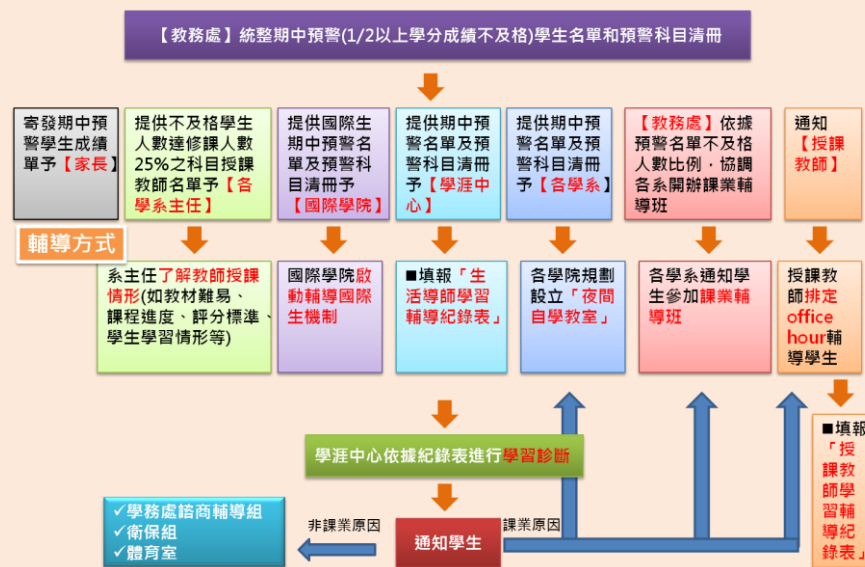 【教務處】統整期中預警(1/2以上學分成績不及格)學生名單和預警科目清冊
寄發期中預
警學生成績
單予【家長】
提供不及格學生
人數達修課人數
25%之科目授課
教師名單予【各
學系主任】
提供國際生
期中預警名
單及預警科
目清冊予
【國際學院】
提供期中預
警名單及預
警科目清冊
予【學涯中
心】
提供期中預
警名單及預
警科目清冊
予【各學系】
【教務處】依據
預警名單不及格
人數比例，協調
各系開辦課業輔
導班
通知
【授課
教師】
輔導方式
系主任了解教師授課
情形(如教材難易、
課程進度、評分標準、
學生學習情形等)
國際學院啟
動輔導國際
生機制
■填報「生
活導師學習
輔導紀錄表」
各學院規劃
設立「夜間
自學教室」
各學系通知學
生參加課業輔
導班
授課教
師排定
office
hour輔
導學生
■填報
「授
課教
師學
習輔
導紀
錄表」
學涯中心依據紀錄表進行學習診斷
✓學務處諮商輔導組
✓衛保組
✓體育室
非課業原因
通知學生
課業原因